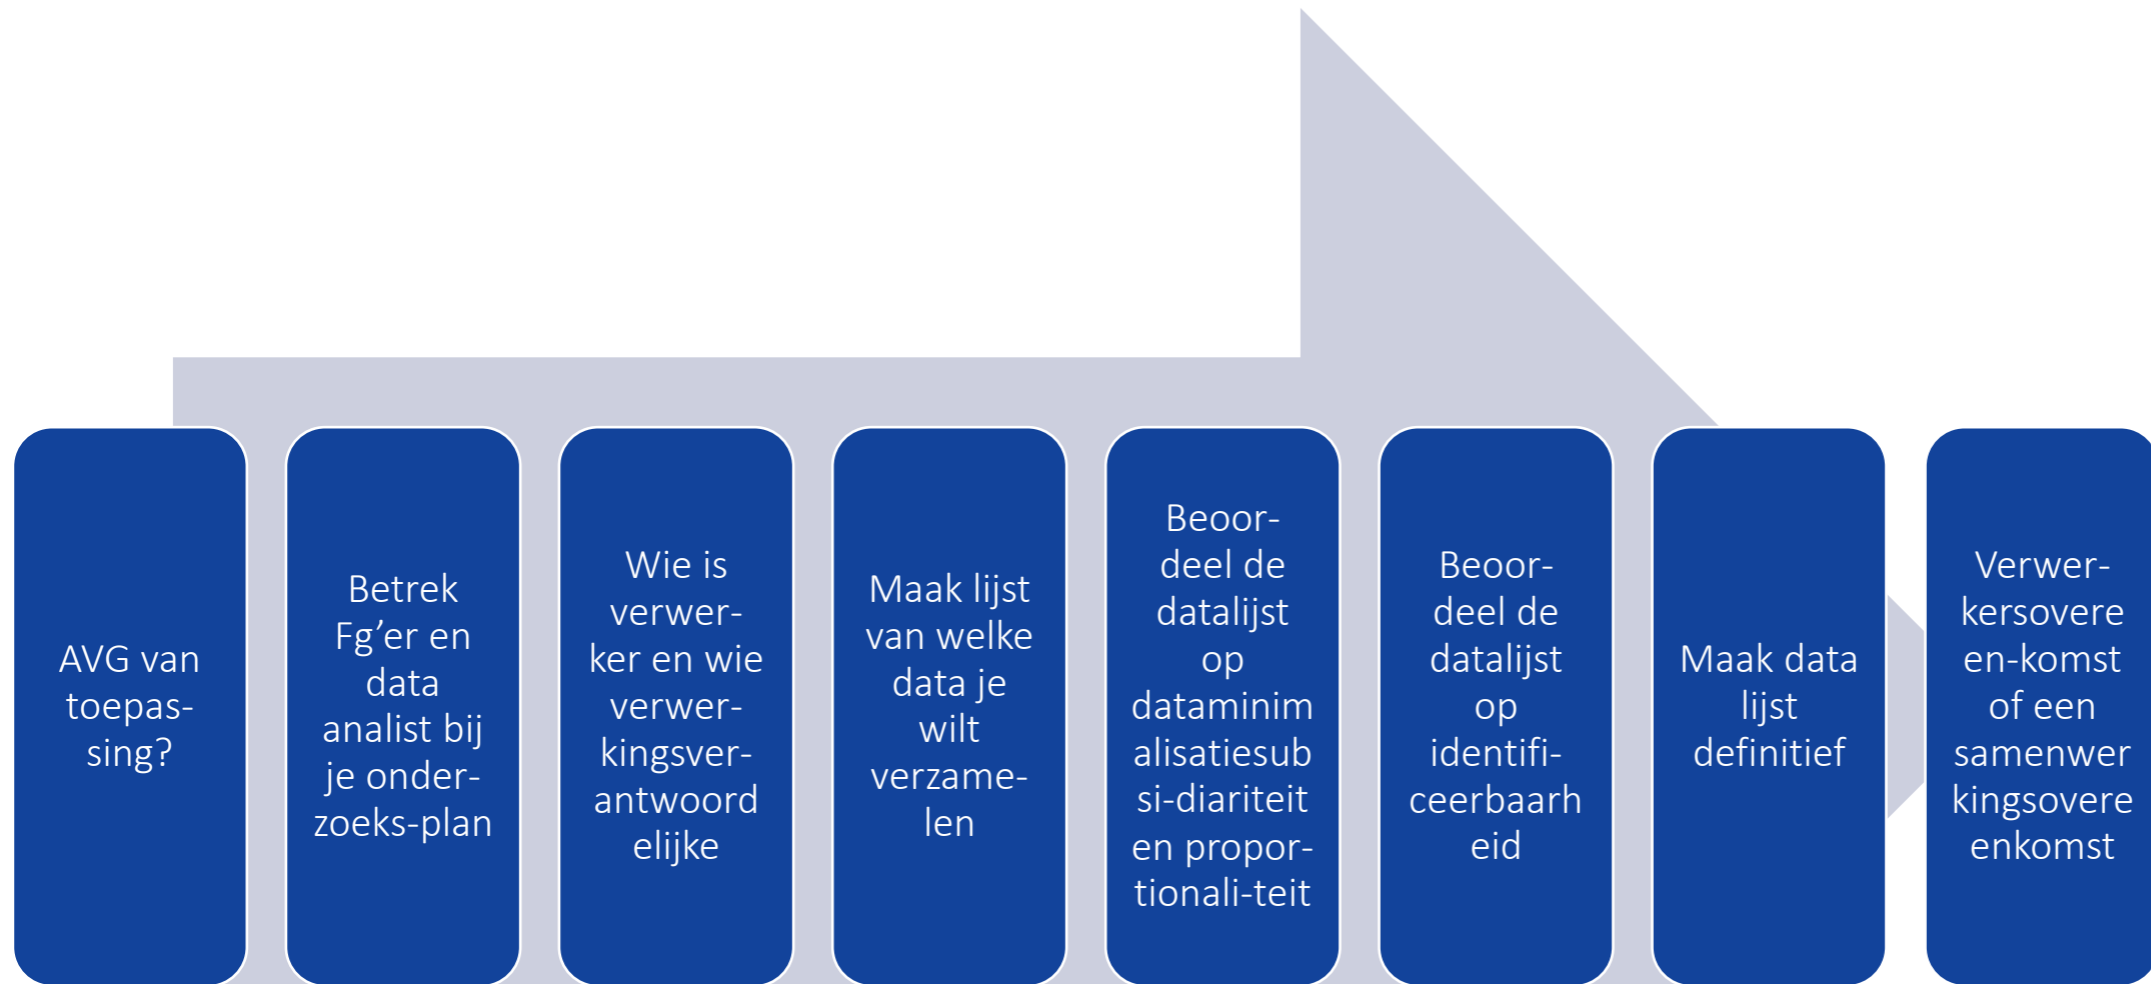 AVG van
toepas-
sing?
Betrek
Fg’er en
data
analist bij
je onder-
zoeks-plan
Wie is
verwer-
ker en wie
verwer-
kingsver-
antwoord
elijke
Maak lijst
van welke
data je
wilt
verzame-
len
Beoor-
deel de
datalijst
op
dataminim
alisatiesub
si-diariteit
en propor-
tionali-teit
Beoor-
deel de
datalijst
op
identifi-
ceerbaarh
eid
Maak data
lijst
definitief
Verwer-
kersovere
en-komst
of een
samenwer
kingsovere
enkomst